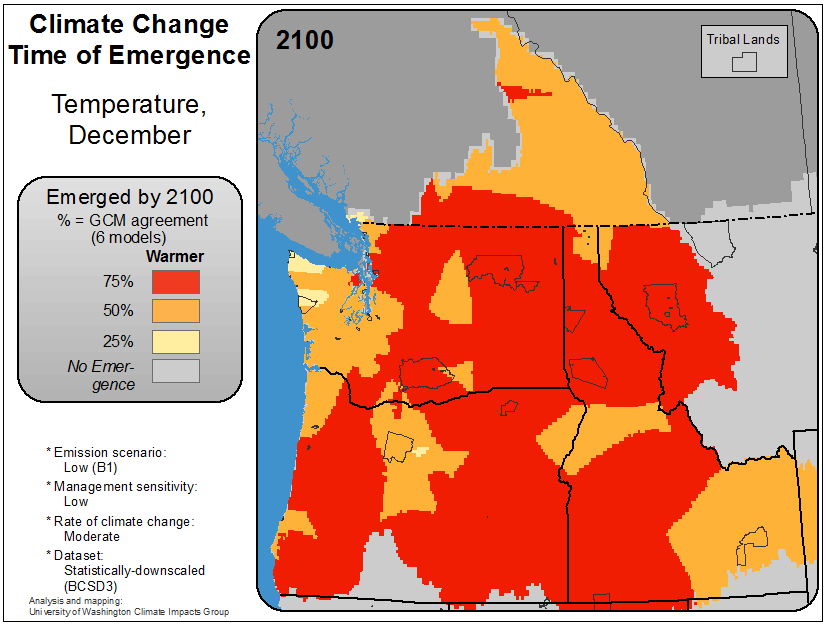 Climate Change
Time of Emergence
Temperature,
December
Emerged by 2100
% = GCM agreement
(6 models)
Warmer
75%
50%
25%
No Emer-
gence
* Emission scenario:
Low (B1)
* Management sensitivity:
Low
* Rate of climate change:
Moderate
* Dataset:
Statistically-downscaled
(BCSD3)
Analysis and mapping:
University of Washington Climate Impacts Group
2100
Tribal Lands